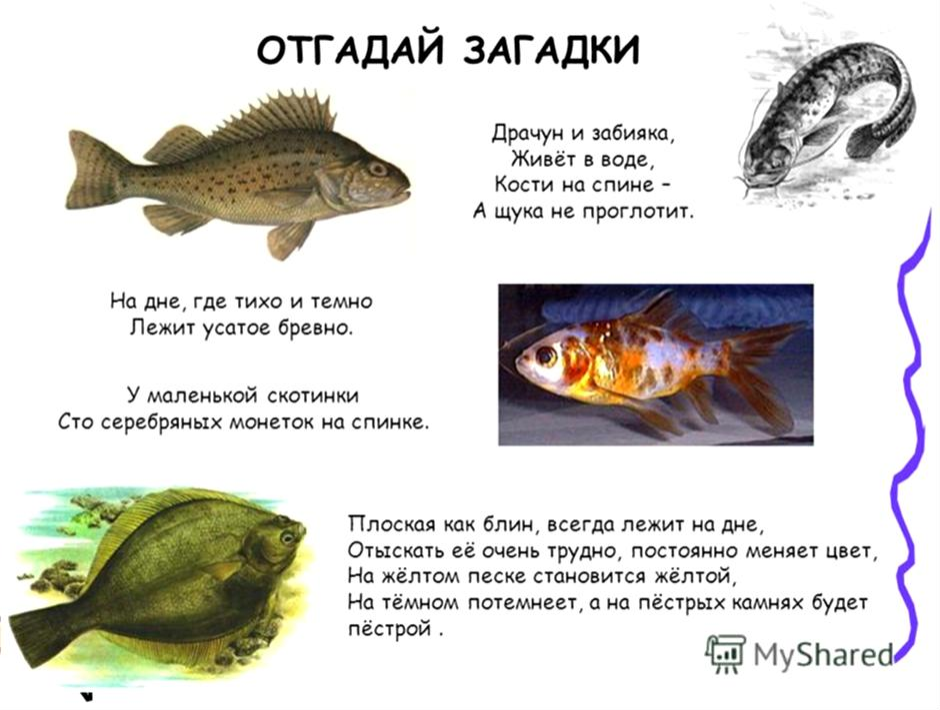 ОТГАДАЙ ЗАГАДКИ
Драчун и забияка,
Живёт в воде,
Кости на спине –
А щука не проглотит.
На дне, где тихо и темно
Лежит усатое бревно.
У маленькой скотинки
Сто серебряных монеток на спинке.
Плоская как блин, всегда лежит на дне,
Отыскать её очень трудно, постоянно меняет цвет,
На жёлтом песке становится жёлтой,
На тёмном потемнеет, а на пёстрых камнях будет
пёстрой .
MyShared